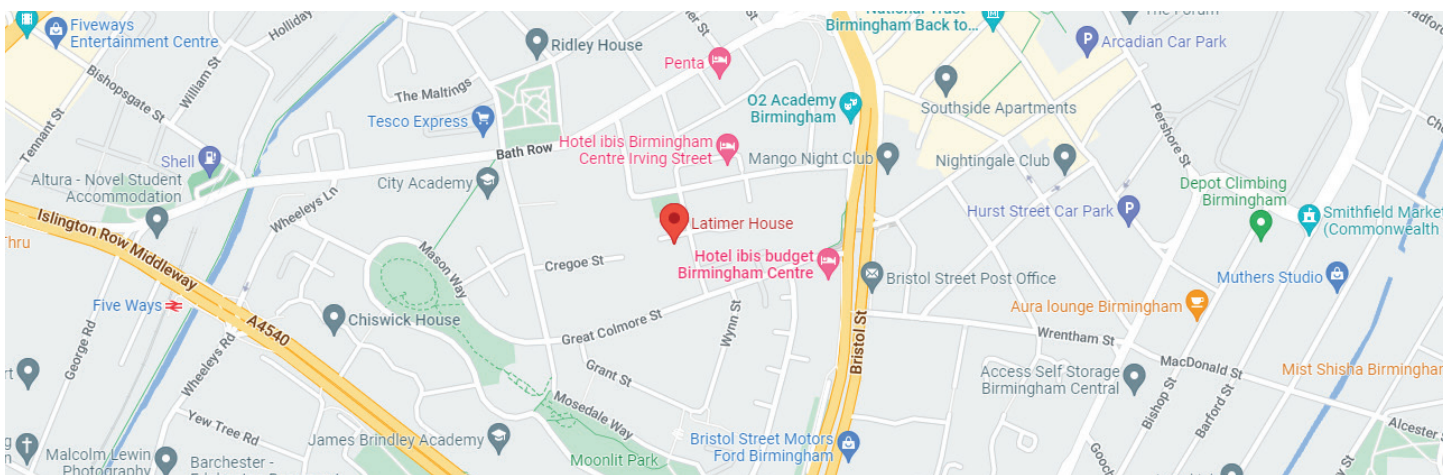 Fiveways
Entertainment Centre
Holliday
William St
Bishopsgate St
Tennant St
Shell
Altura - Novel Student
Accommodation
Thru
Islington Row Middleway
Five Ways
George Rd
A4540
Wheeleys Rd
Wheeleys Ln
Yew Tree Rd
Malcolm Lewin
Photography
Barchester -
Ridley House
The Maltings
Tesco Express
Bath Row
City Academy
Mason Way
Cregoe St
Chiswick House
Great Colmore St
Grant St
Wynn St
Mosedale Way
James Brindley Academy
Moonlit Park
Penta
Hotel ibis Birmingham
Centre Irving Street
Latimer House
Hotel ibis budget
Birmingham Centre
O2 Academy
Birmingham
Mango Night Club
Bristol St
Bristol Street Post Office
Bristol Street Motors
Ford Birmingham
National Trust
Birmingham Back to...
Southside Apartments
Nightingale Club
Hurst Street Car Park
The Forum
Arcadian Car Park
Pershore St
Depot Climbing
Birmingham
Smithfield Market
(Commonwealth
Muthers Studio
Aura lounge Birmingham
Wrentham St
MacDonald St
Access Self Storage
Birmingham Central
Bishop St
Barford St
Mist Shisha Birmingham
Alcester